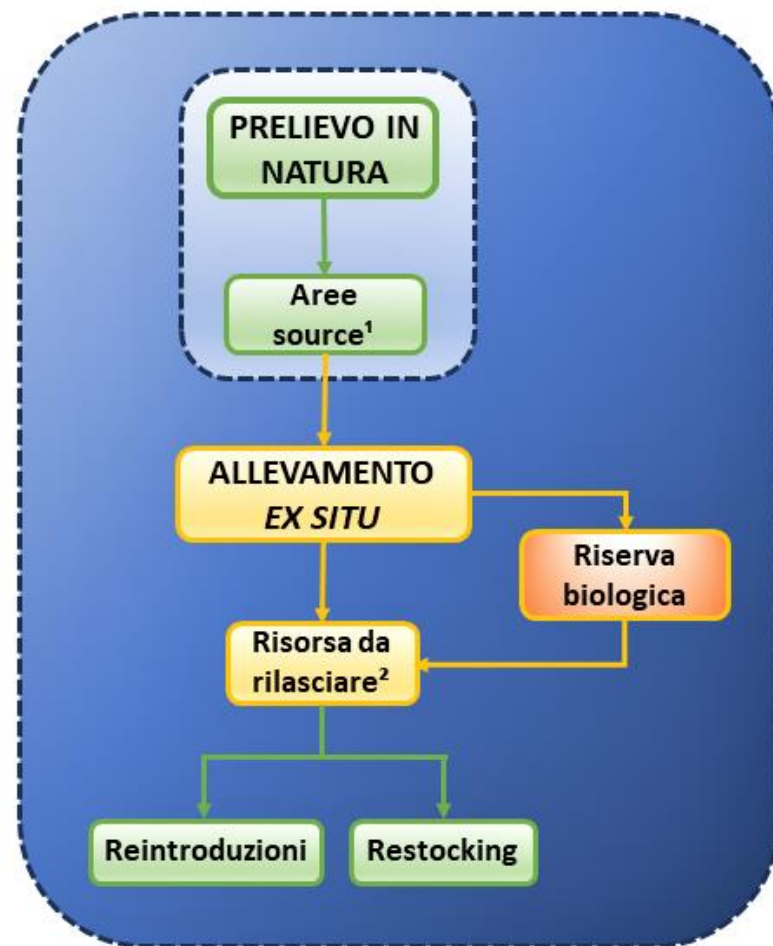 PRELIEVO IN
NATURA
Aree
source¹
ALLEVAMENTO
EX SITU
Riserva
biologica
Risorsa da
rilasciare²
Reintroduzioni
Restocking